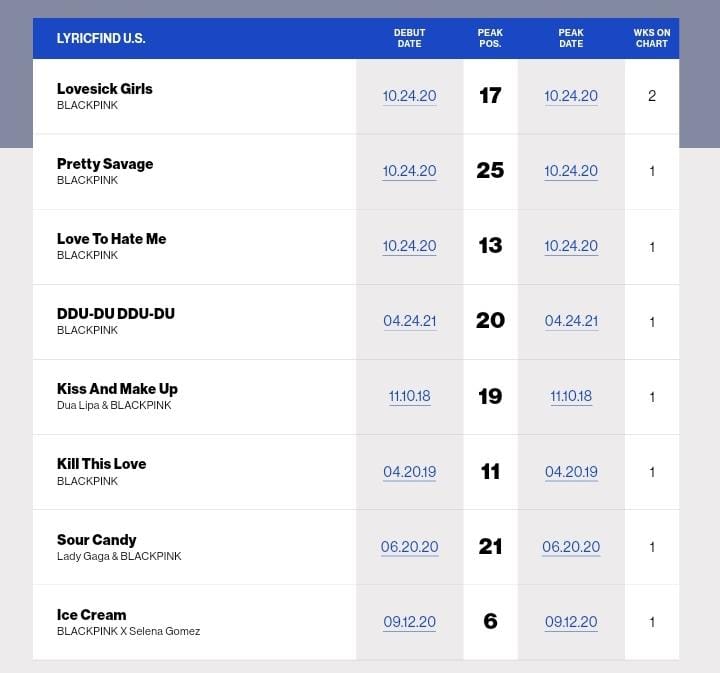 LYRICFIND U.S. DEBUT DATE PEAK POS. PEAK DATE WKS ON CHART
Lovesick Girls
BLACKPINK
10.24.20 17 10.24.20 2
Pretty Savage
BLACKPINK
10.24.20 25 10.24.20 1
Love To Hate Me
BLACKPINK
10.24.20 13 10.24.20 1
DDU-DU DDU-DU
BLACKPINK
04.24.21 20 04.24.21 1
Kiss And Make Up
Dua Lipa & BLACKPINK
11.10.18 19 11.10.18 1
Kill This Love
BLACKPINK
04.20.19 11 04.20.19 1
Sour Candy
Lady Gaga & BLACKPINK
06.20.20 21 06.20.20 1
Ice Cream
BLACKPINK X Selena Gomez
09.12.20 6 09.12.20 1